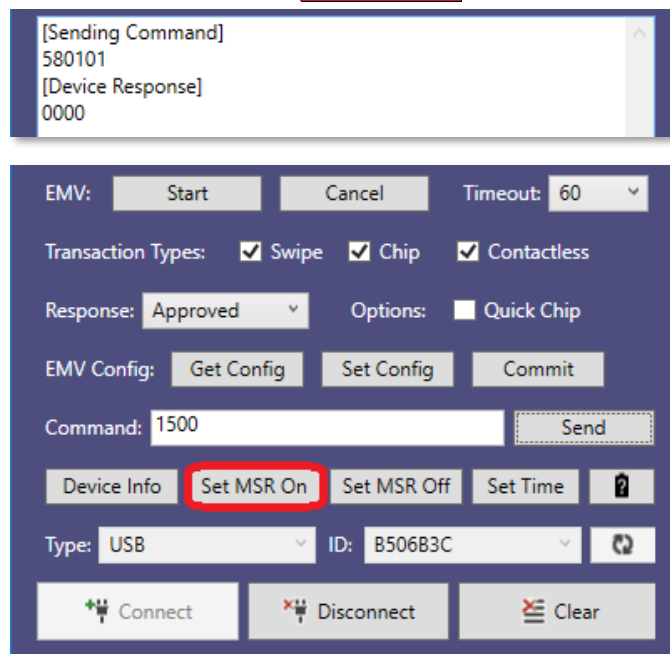 [Sending Command]
580101
[Device Response]
0000
EMV: Start Cancel Timeout: 60
Transaction Types: Swipe Chip Contactless
Response: Approved Options: Quick Chip
EMV Config: Get Config Set Config Commit
Command: 1500 Send
Device Info Set MSR On Set MSR Off Set Time ?
Type: USB ID: B506B3C
Connect Disconnect Clear